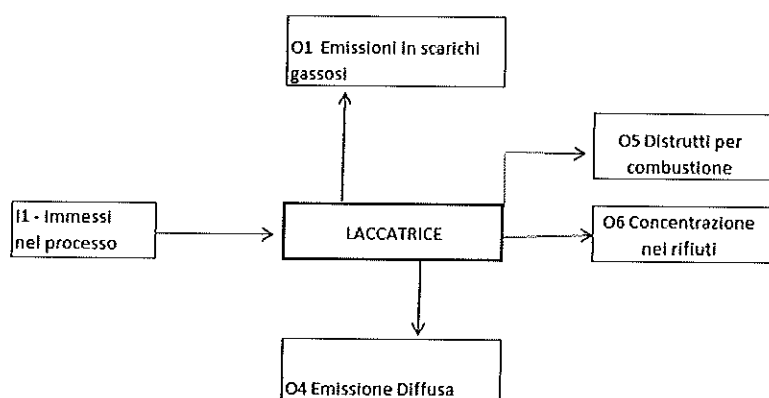 O1 Emissioni in scarichi
gassosi
O5 Distrutti per
combustione
I1 - Immessi
nel processo
LACCATRICE
O6 Concentrazione
nei rifiuti
O4 Emissione Diffusa